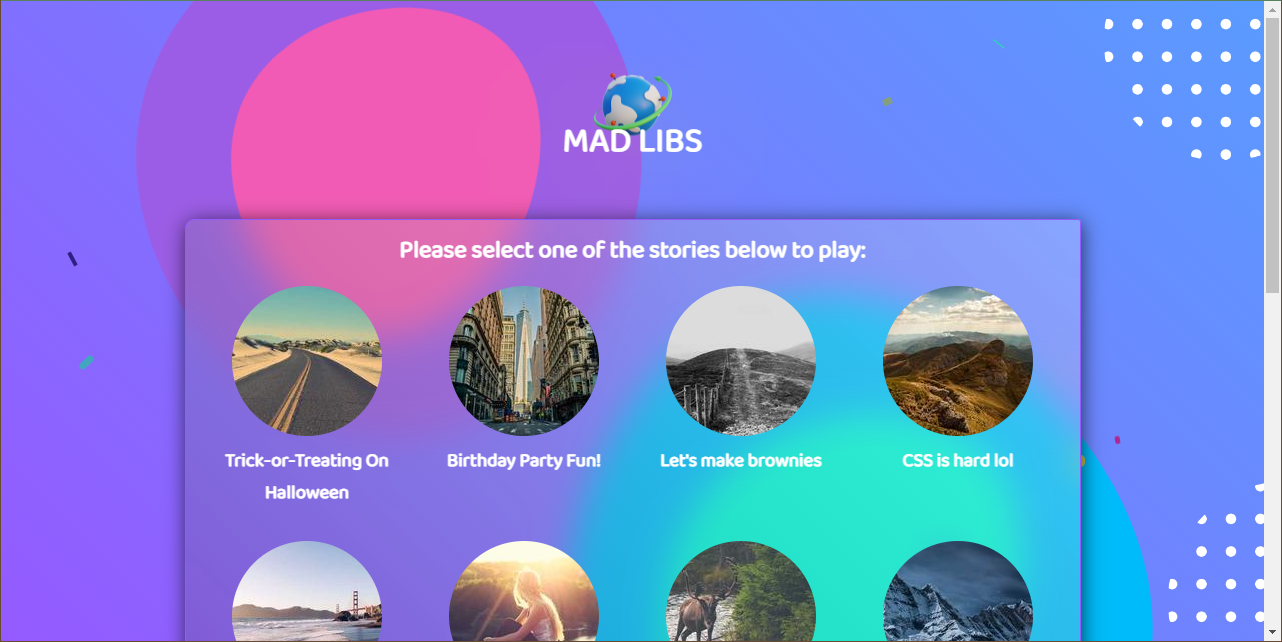 MAD LIBS
Please select one of the stories below to play:
Trick-or-Treating On
Halloween
Birthday Party Fun!
Let's make brownies
CSS is hard lol